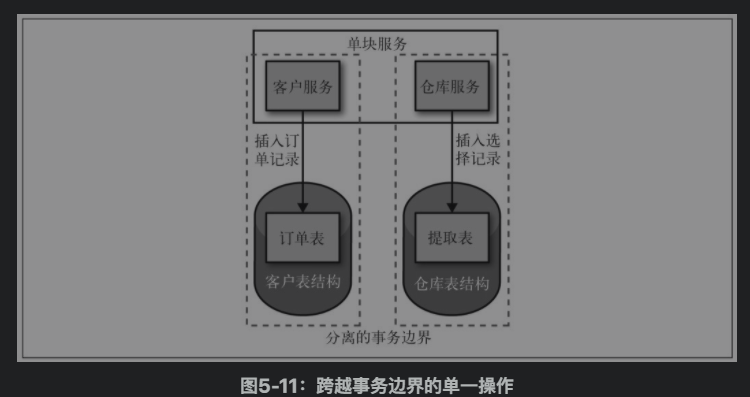 单块服务
客户服务
仓库服务
插入订
单记录
插入选
择记录
订单表
提取表
客户表结构
仓库表结构
分离的事务边界
图5-11：跨越事务边界的单一操作